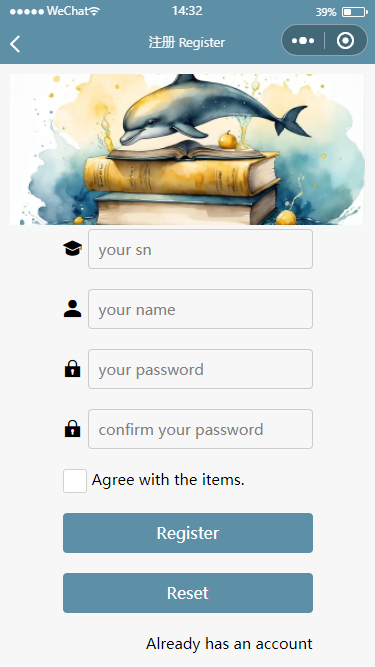 WeChat
14:32
39%
注册 Register
your sn
your name
your password
confirm your password
Agree with the items.
Register
Reset
Already has an account